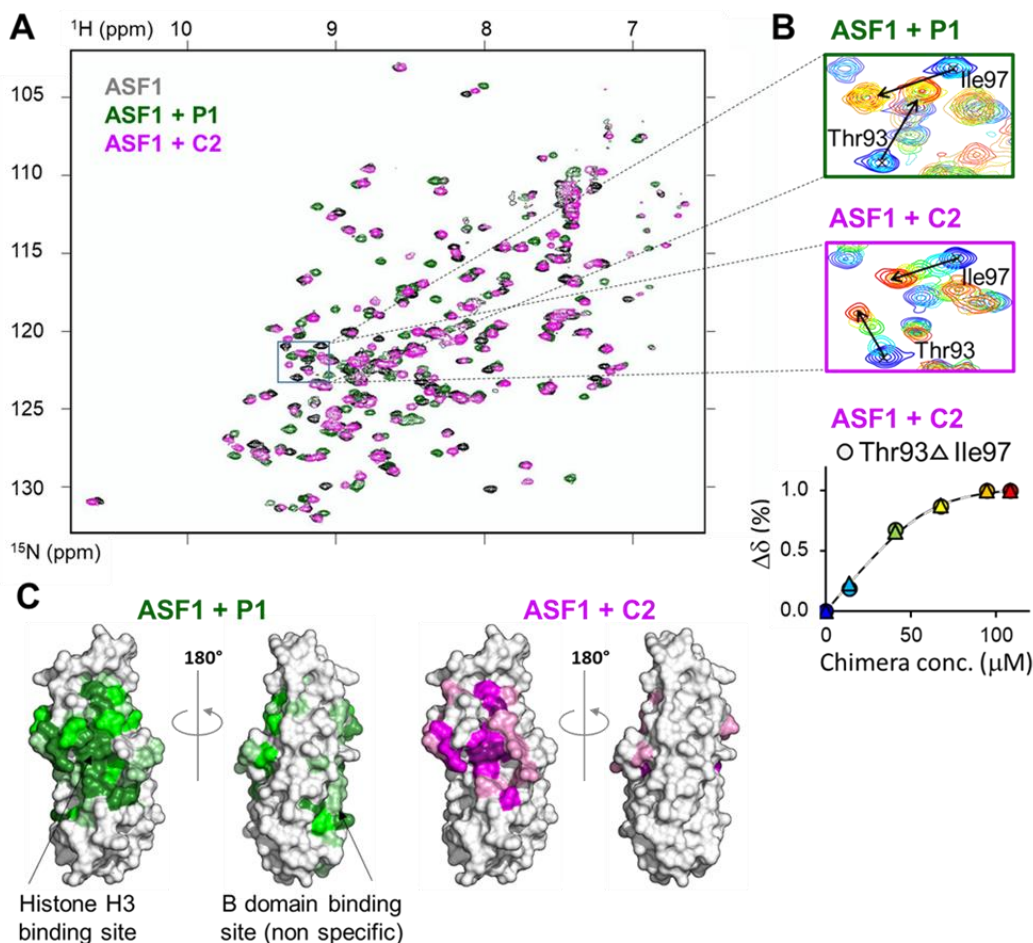 A
¹H (ppm) 10 9 8 7
ASF1
ASF1 + P1
ASF1 + C2
105
110
115
120
125
130
¹⁵N (ppm)
B
ASF1 + P1
Ile97
Thr93
ASF1 + C2
Ile97
Thr93
ASF1 + C2
○ Thr93 △ Ile97
1.0
0.5
0.0
Δδ (%)
0 50 100
Chimera conc. (μM)
C
ASF1 + P1
180°
Histone H3
binding site
B domain binding
site (non specific)
ASF1 + C2
180°